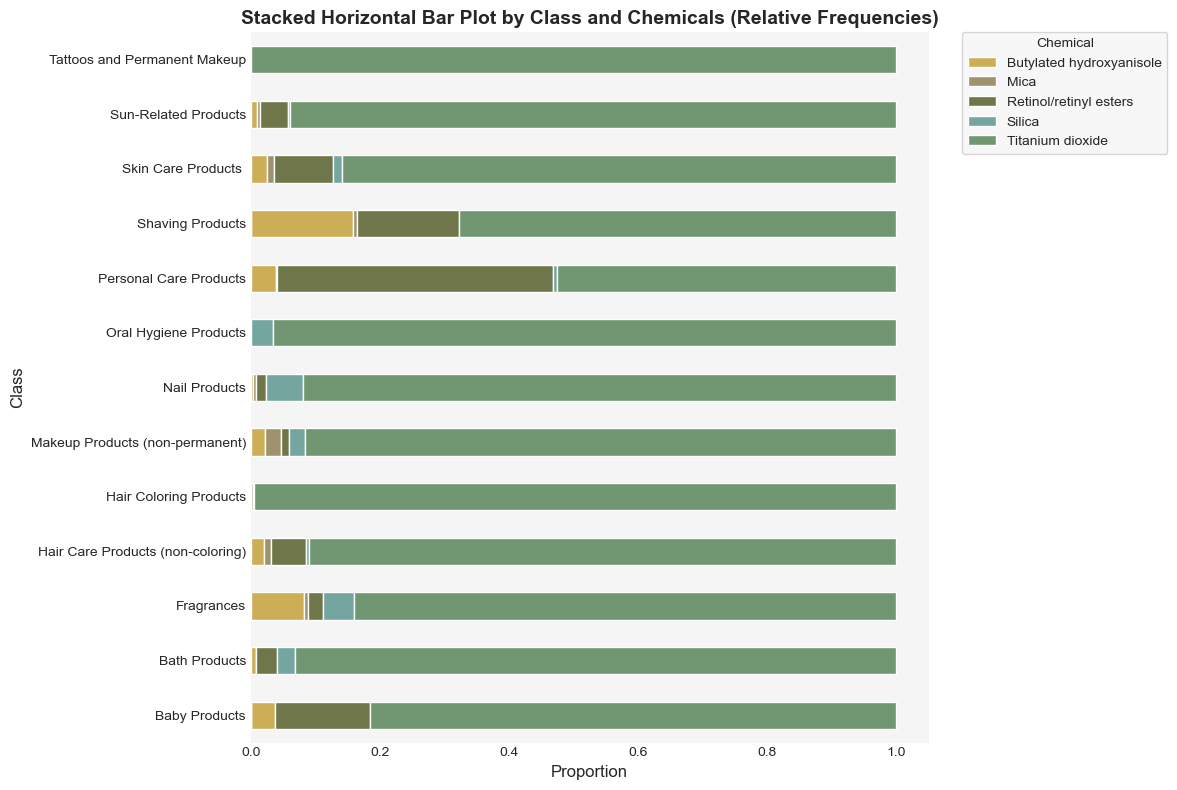 Stacked Horizontal Bar Plot by Class and Chemicals (Relative Frequencies)
Chemical
Butylated hydroxyanisole
Mica
Retinol/retinyl esters
Silica
Titanium dioxide
Class
Tattoos and Permanent Makeup
Sun-Related Products
Skin Care Products
Shaving Products
Personal Care Products
Oral Hygiene Products
Nail Products
Makeup Products (non-permanent)
Hair Coloring Products
Hair Care Products (non-coloring)
Fragrances
Bath Products
Baby Products
0.0 0.2 0.4 0.6 0.8 1.0
Proportion